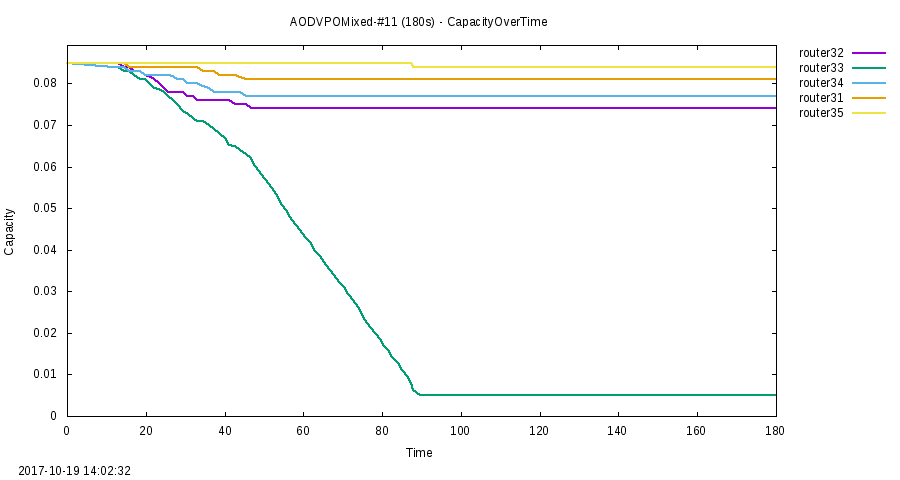 AODVPOMixed-#11 (180s) - CapacityOverTime
router32
router33
router34
router31
router35
Capacity
0.08
0.07
0.06
0.05
0.04
0.03
0.02
0.01
0
0 20 40 60 80 100 120 140 160 180
Time
2017-10-19 14:02:32